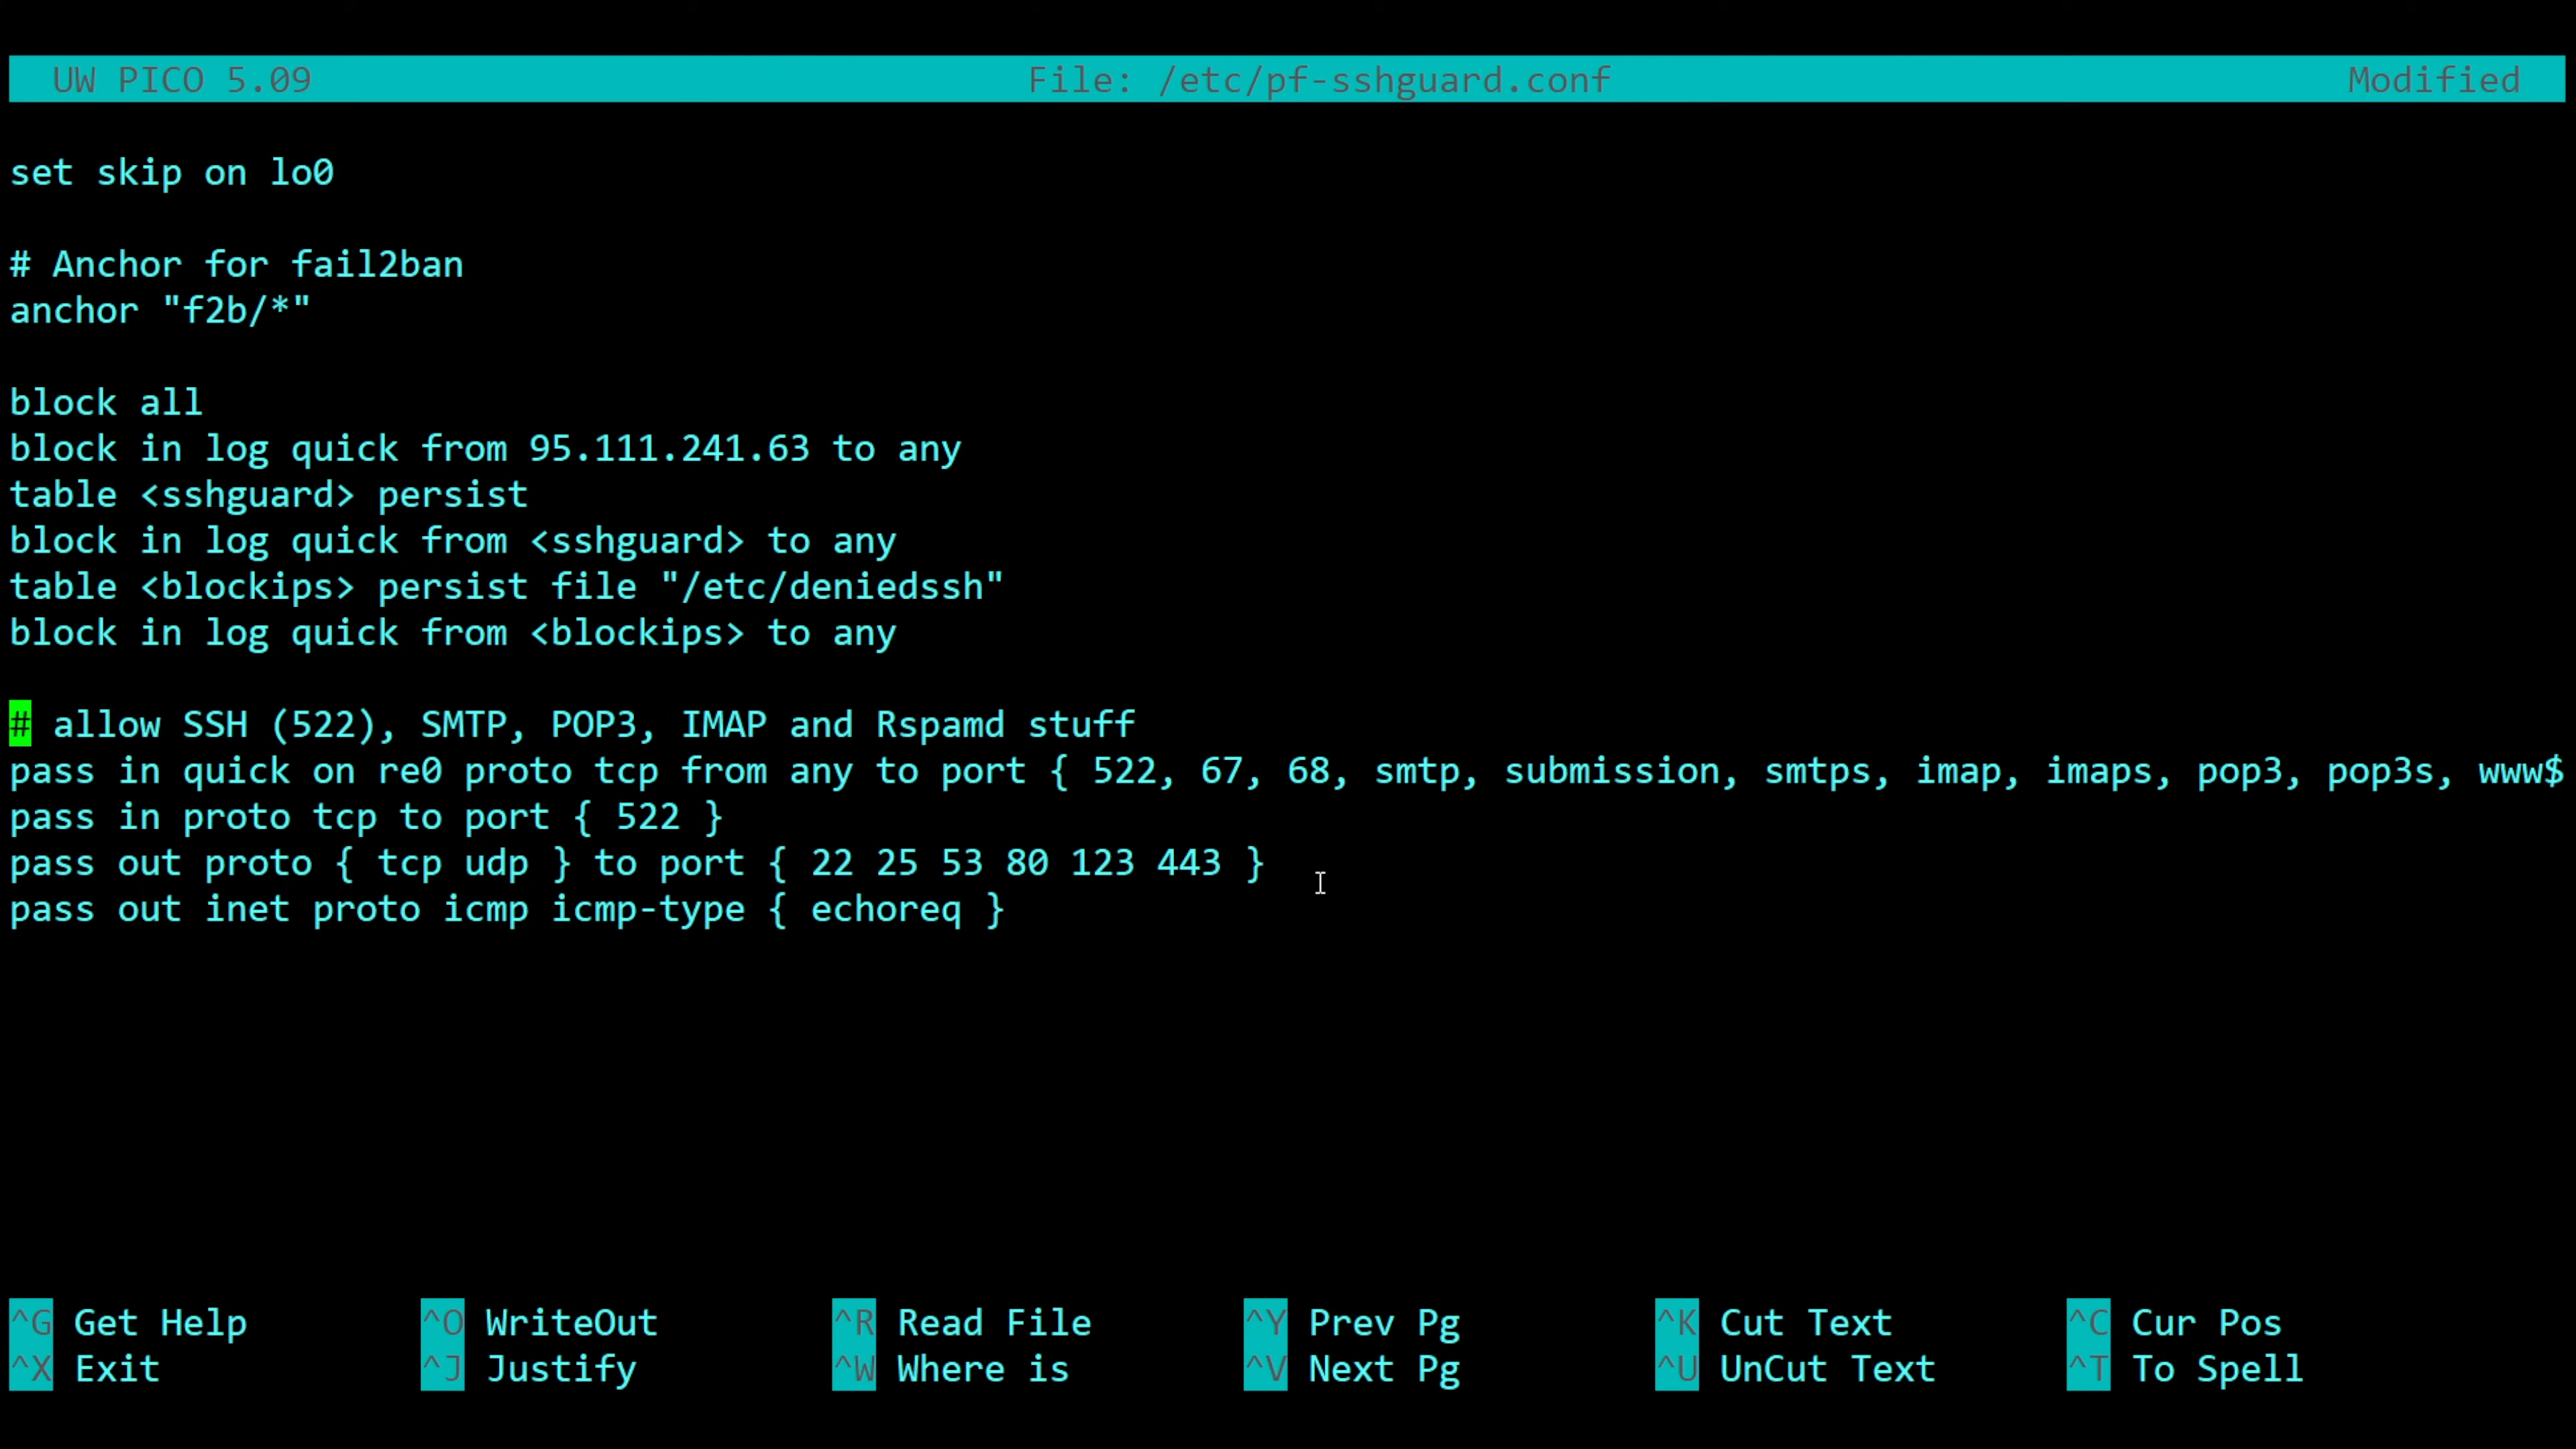 UW PICO 5.09 File: /etc/pf-sshguard.conf Modified
set skip on lo0
# Anchor for fail2ban
anchor "f2b/*"
block all
block in log quick from 95.111.241.63 to any
table <sshguard> persist
block in log quick from <sshguard> to any
table <blockips> persist file "/etc/deniedssh"
block in log quick from <blockips> to any
# allow SSH (522), SMTP, POP3, IMAP and Rspamd stuff
pass in quick on re0 proto tcp from any to port { 522, 67, 68, smtp, submission, smtps, imap, imaps, pop3, pop3s, www$
pass in proto tcp to port { 522 }
pass out proto { tcp udp } to port { 22 25 53 80 123 443 }
pass out inet proto icmp icmp-type { echoreq }
^G Get Help ^O WriteOut ^R Read File ^Y Prev Pg ^K Cut Text ^C Cur Pos
^X Exit ^J Justify ^W Where is ^V Next Pg ^U UnCut Text ^T To Spell